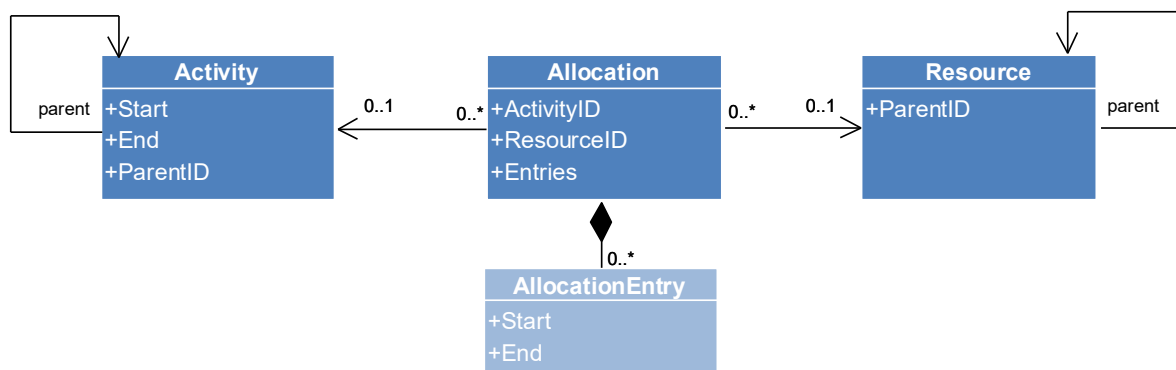 Activity
+Start
+End
+ParentID
parent
0..1
0..*
Allocation
+ActivityID
+ResourceID
+Entries
0..*
0..1
Resource
+ParentID
parent
0..*
AllocationEntry
+Start
+End